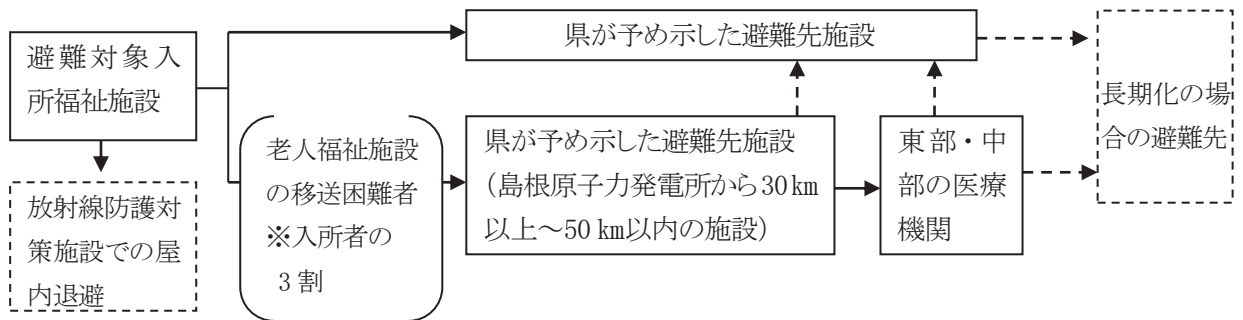 避難対象入
所福祉施設
放射線防護対
策施設での屋
内退避
県が予め示した避難先施設
老人福祉施設
の移送困難者
※入所者の
3割
県が予め示した避難先施設
(島根原子力発電所から30㎞
以上～50㎞以内の施設)
東部・中
部の医療
機関
長期化の場
合の避難先